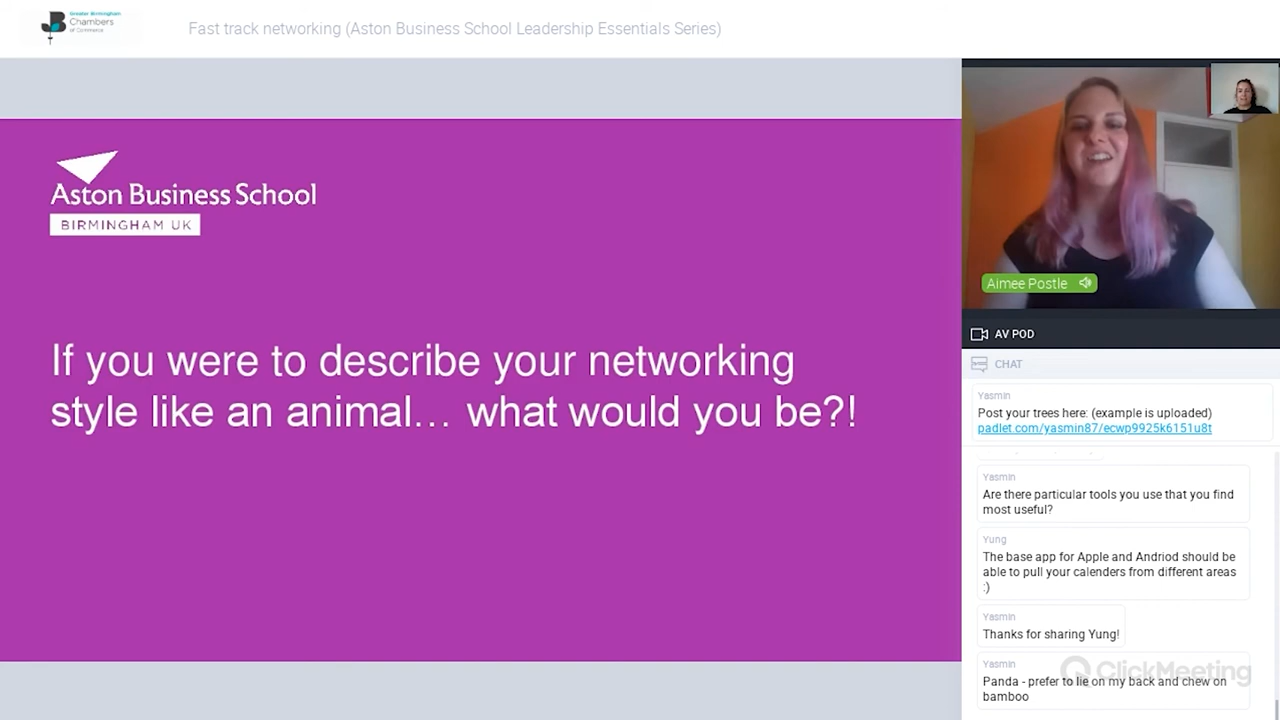 Greater Birmingham
Chambers
of Commerce
Fast track networking (Aston Business School Leadership Essentials Series)
Aston Business School
BIRMINGHAM UK
If you were to describe your networking
style like an animal... what would you be?!
Aimee Postle
AV POD
CHAT
Yasmin
Post your trees here: (example is uploaded)
padlet.com/yasmin87/ecwp9925k6151u8t
Yasmin
Are there particular tools you use that you find
most useful?
Yung
The base app for Apple and Andriod should be
able to pull your calenders from different areas
:)
Yasmin
Thanks for sharing Yung!
Yasmin
Panda - prefer to lie on my back and chew on
bamboo
ClickMeeting